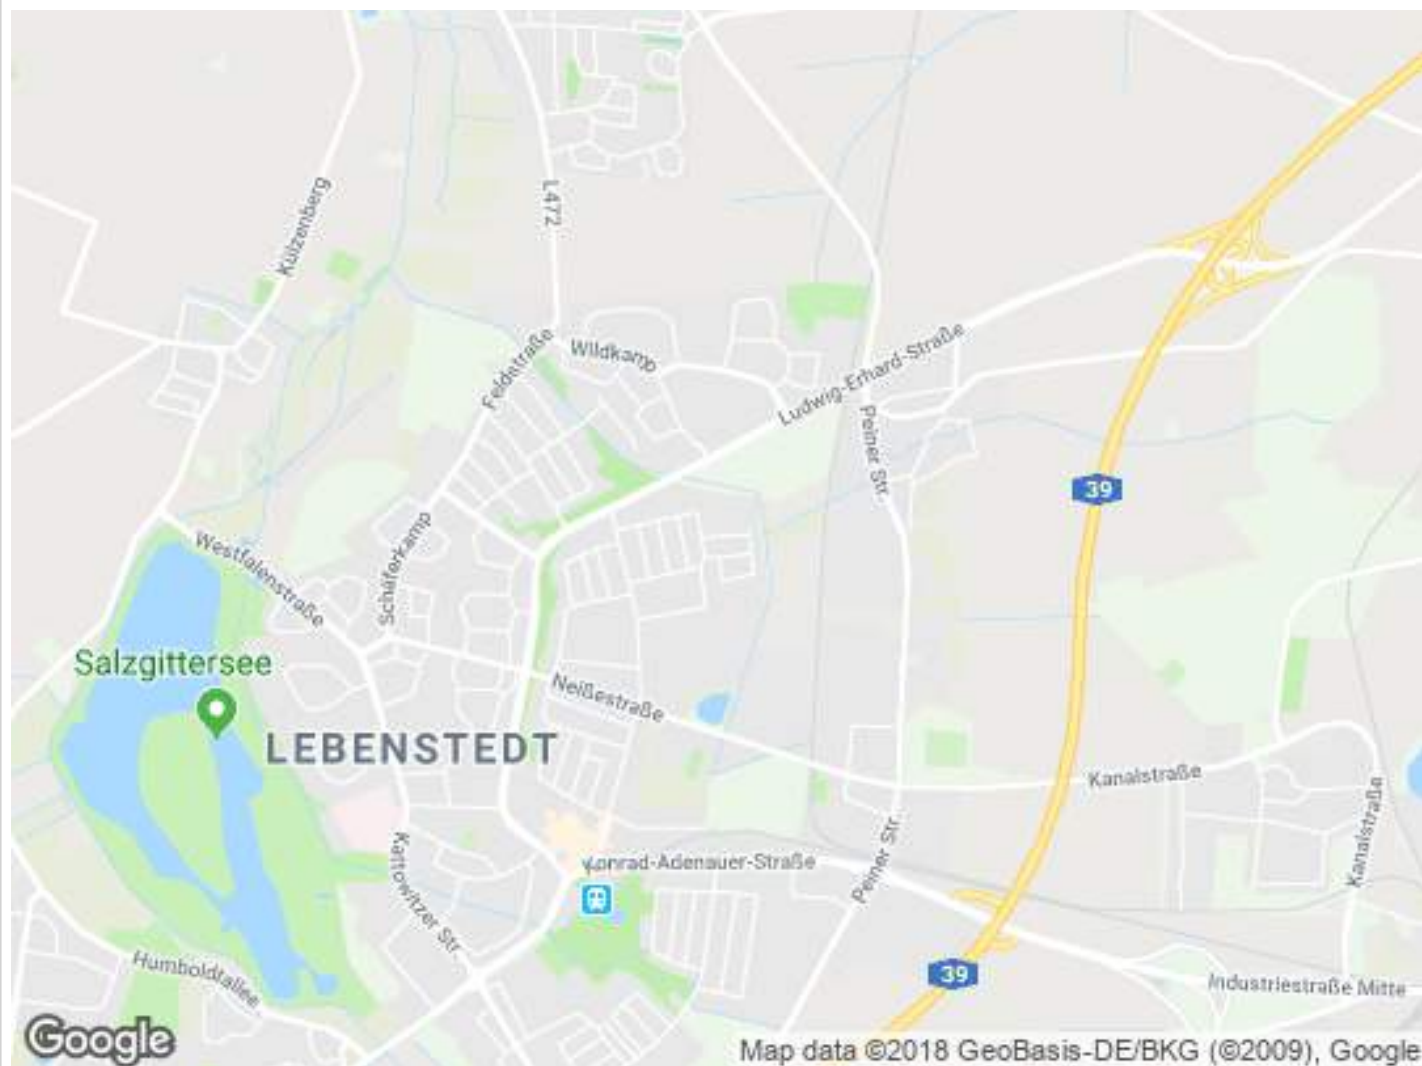 L472
Külzenberg
Wildkamp
Feldstraße
Ludwig-Erhard-Straße
Peiner Str.
39
Westfalenstraße
Schäferkamp
Salzgittersee
Neißestraße
LEBENSTEDT
Kanalstraße
Kanalstraße
Kattowitzer Str.
Konrad-Adenauer-Straße
Peiner Str.
Humboldtallee
39
Industriestraße Mitte
Google
Map data ©2018 GeoBasis-DE/BKG (©2009), Google